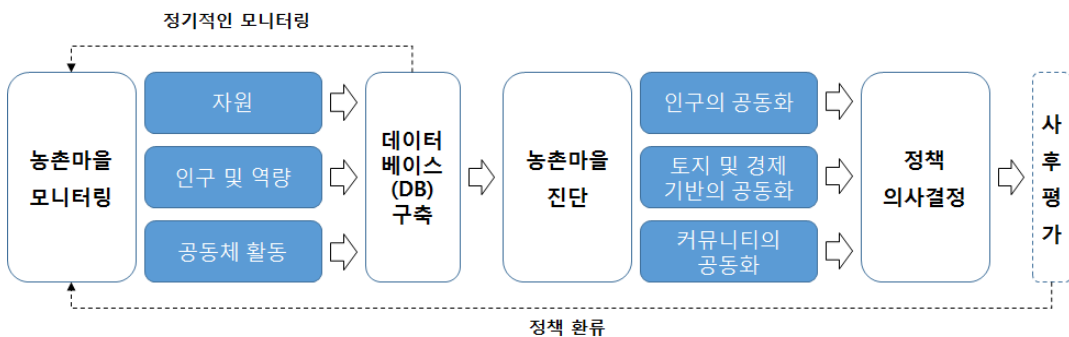 정기적인 모니터링
농촌마을
모니터링
자원
인구 및 역량
공동체 활동
데이터
베이스
(DB)
구축
농촌마을
진단
인구의 공동화
토지 및 경제
기반의 공동화
커뮤니티의
공동화
정책
의사결정
사
후
평
가
정책 환류